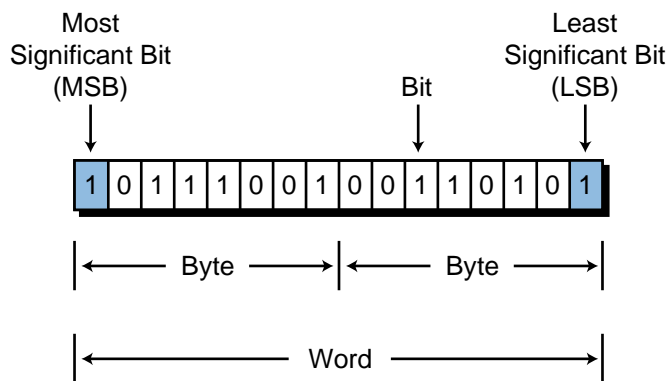 Most
Significant Bit
(MSB)
Bit
Least
Significant Bit
(LSB)
1 0 1 1 1 0 0 1 0 0 1 1 0 1 0 1
Byte
Byte
Word